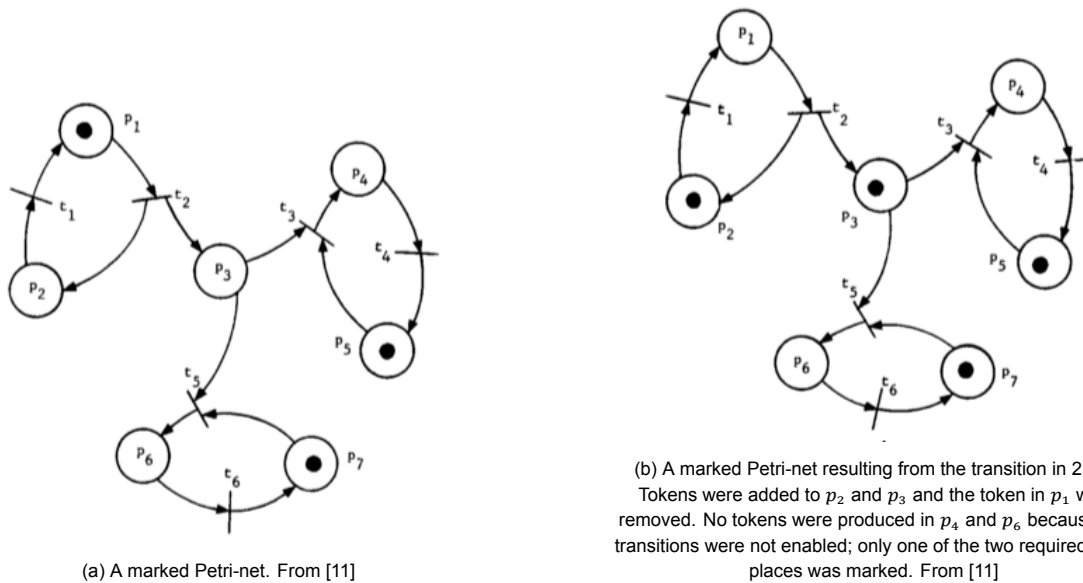 p1
t1
t2
p2
p3
t3
p4
t4
p5
t5
p6
t6
p7
(a) A marked Petri-net. From [11]
p1
t1
t2
p2
p3
t3
p4
t4
p5
t5
p6
t6
p7
(b) A marked Petri-net resulting from the transition in 2
Tokens were added to p2 and p3 and the token in p1 w
removed. No tokens were produced in p4 and p6 becaus
transitions were not enabled; only one of the two required
places was marked. From [11]